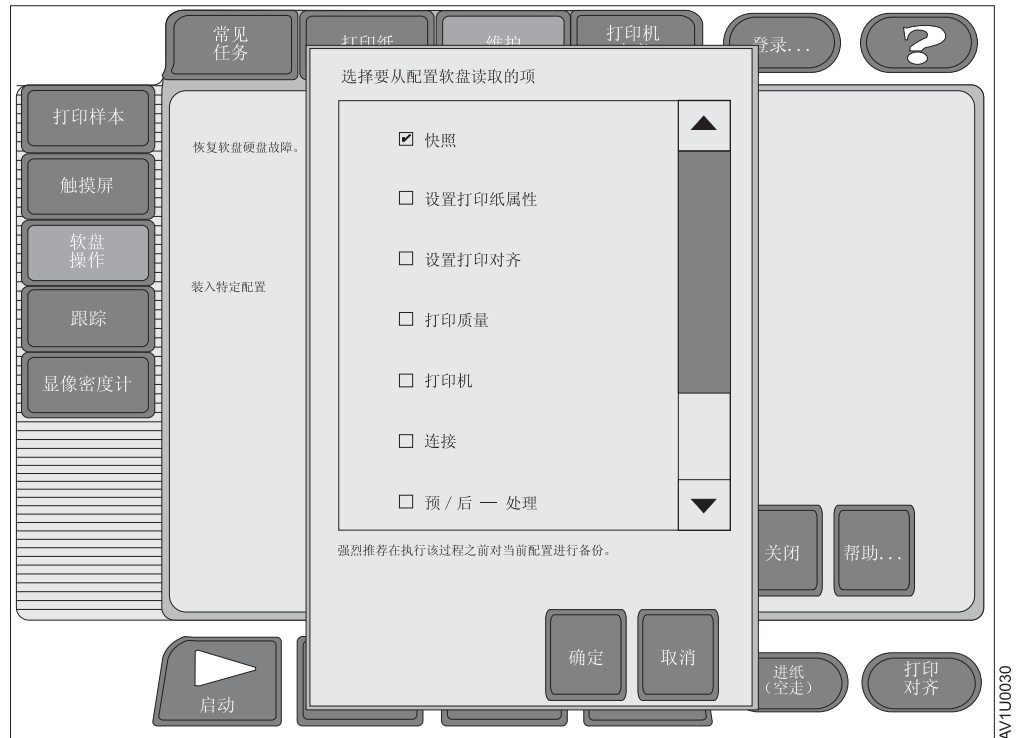 常见
任务
打印纸
维护
打印机
登录...
?
打印样本
触摸屏
软盘
操作
跟踪
显像密度计
恢复软盘硬盘故障。
装入特定配置
选择要从配置软盘读取的项
快照
设置打印纸属性
设置打印对齐
打印质量
打印机
连接
预/后 — 处理
强烈推荐在执行该过程之前对当前配置进行备份。
确定
取消
关闭
帮助...
启动
进纸
(空走)
打印
对齐
AV1U0030